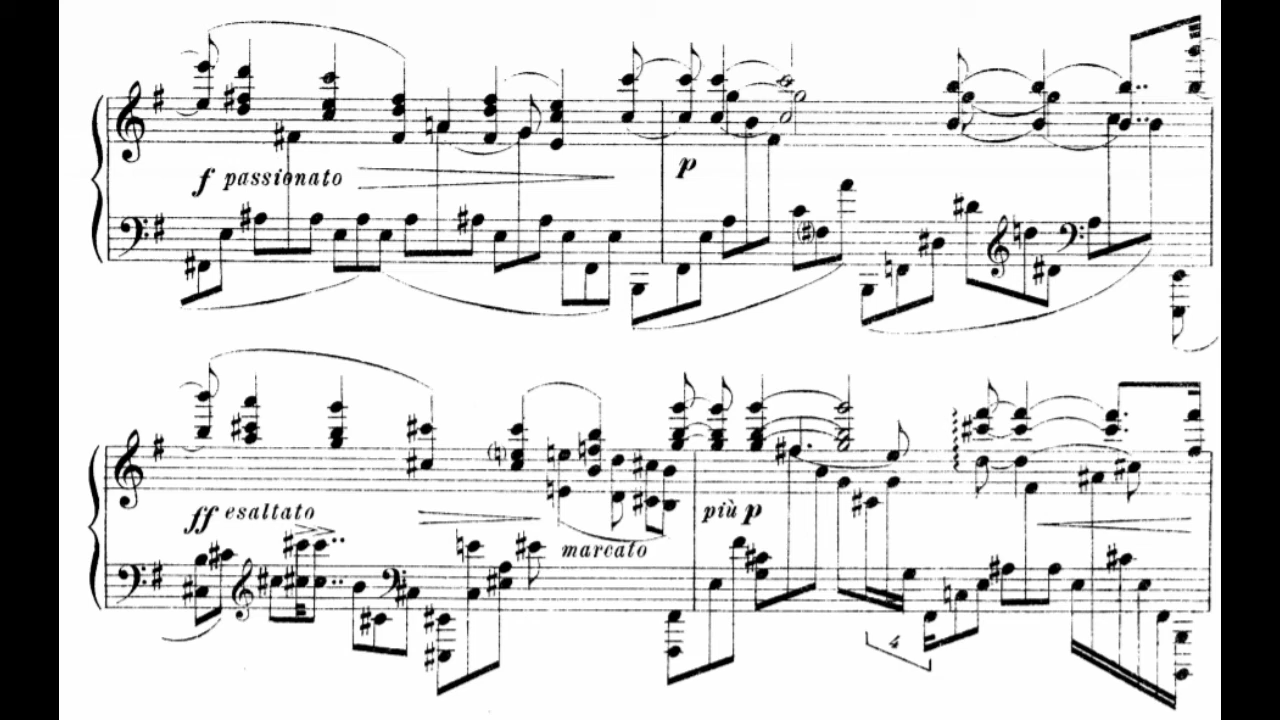 f passionato
p
ff esaltato
marcato
più p
4